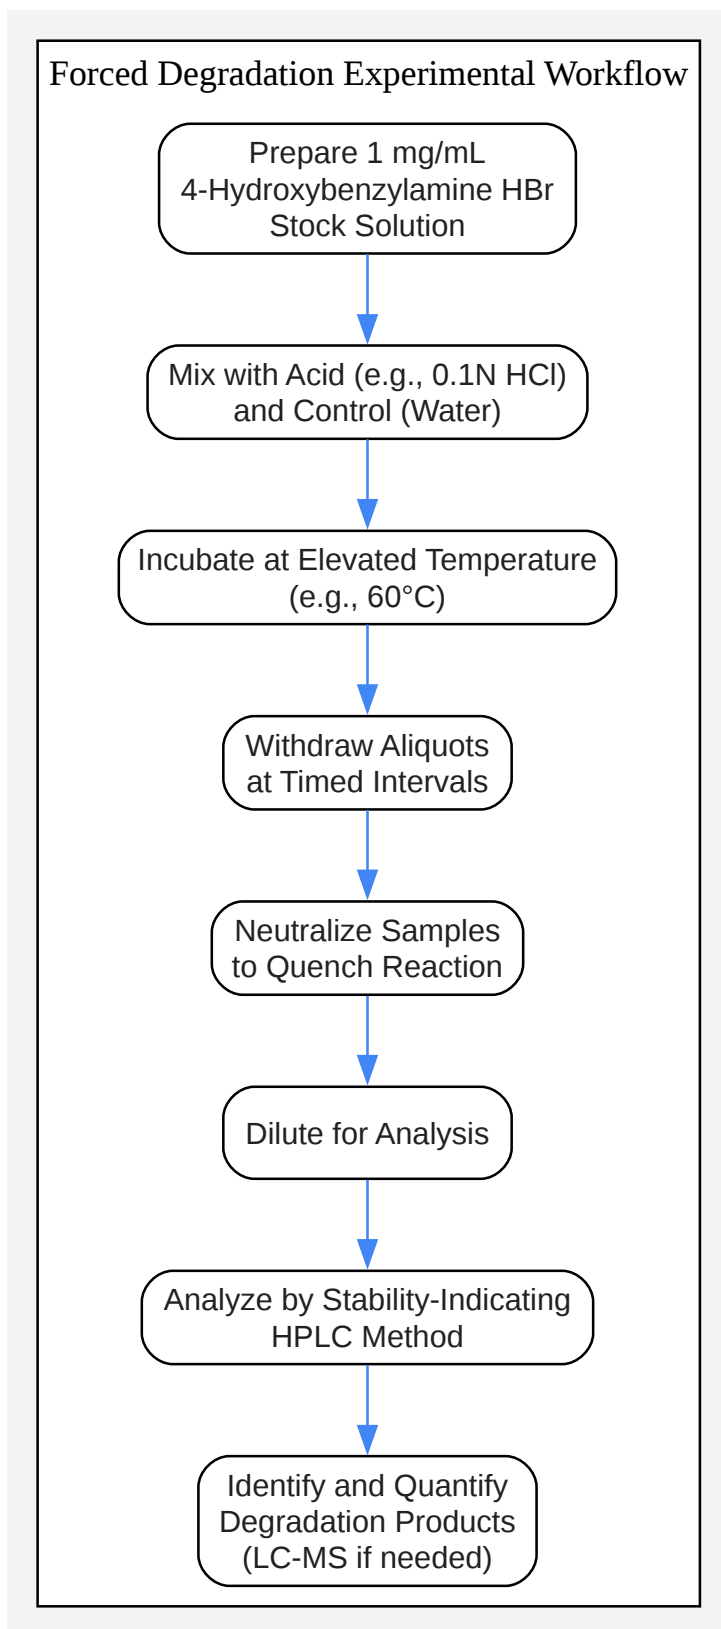 Forced Degradation Experimental Workflow
Prepare 1 mg/mL
4-Hydroxybenzylamine HBr
Stock Solution
Mix with Acid (e.g., 0.1N HCl)
and Control (Water)
Incubate at Elevated Temperature
(e.g., 60°C)
Withdraw Aliquots
at Timed Intervals
Neutralize Samples
to Quench Reaction
Dilute for Analysis
Analyze by Stability-Indicating
HPLC Method
Identify and Quantify
Degradation Products
(LC-MS if needed)